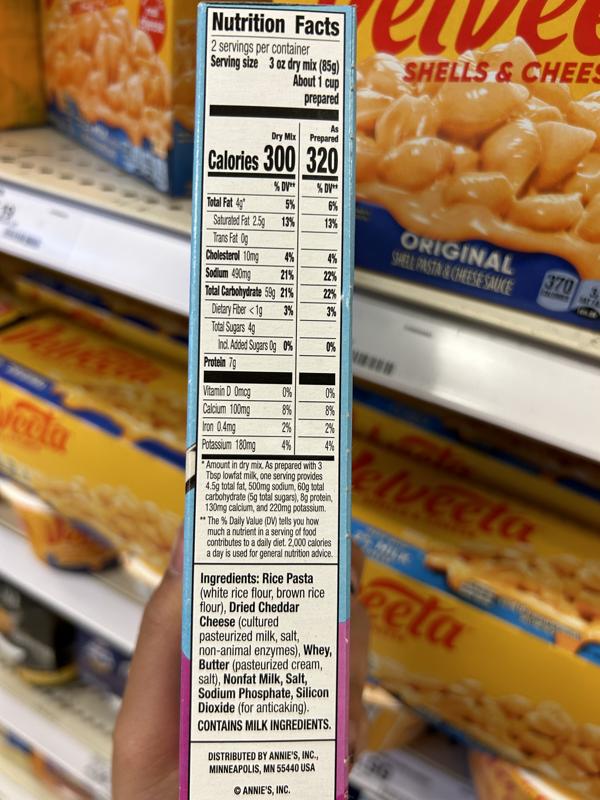 Nutrition Facts
2 servings per container
Serving size 3 oz dry mix (85g)
About 1 cup
prepared
Dry Mix
As
Prepared
Calories 300 320
% DV** % DV**
Total Fat 4g* 5% 6%
Saturated Fat 2.5g 13% 13%
Trans Fat 0g
Cholesterol 10mg 4% 4%
Sodium 490mg 21% 22%
Total Carbohydrate 59g 21% 22%
Dietary Fiber <1g 3% 3%
Total Sugars 4g
Incl. Added Sugars 0g 0% 0%
Protein 7g
Vitamin D 0mcg 0% 0%
Calcium 100mg 8% 8%
Iron 0.4mg 2% 2%
Potassium 180mg 4% 4%
* Amount in dry mix. As prepared with 3
Tbsp lowfat milk, one serving provides
4.5g total fat, 500mg sodium, 60g total
carbohydrate (5g total sugars), 8g protein,
130mg calcium, and 220mg potassium.
** The % Daily Value (DV) tells you how
much a nutrient in a serving of food
contributes to a daily diet. 2,000 calories
a day is used for general nutrition advice.
Ingredients: Rice Pasta
(white rice flour, brown rice
flour), Dried Cheddar
Cheese (cultured
pasteurized milk, salt,
non-animal enzymes), Whey,
Butter (pasteurized cream,
salt), Nonfat Milk, Salt,
Sodium Phosphate, Silicon
Dioxide (for anticaking).
CONTAINS MILK INGREDIENTS.
DISTRIBUTED BY ANNIE'S, INC.,
MINNEAPOLIS, MN 55440 USA
© ANNIE'S, INC.
Velvee
SHELLS & CHEES
ORIGINAL
SHELL PASTA & CHEESE SAUCE
370
elveeta
eeta
veeta